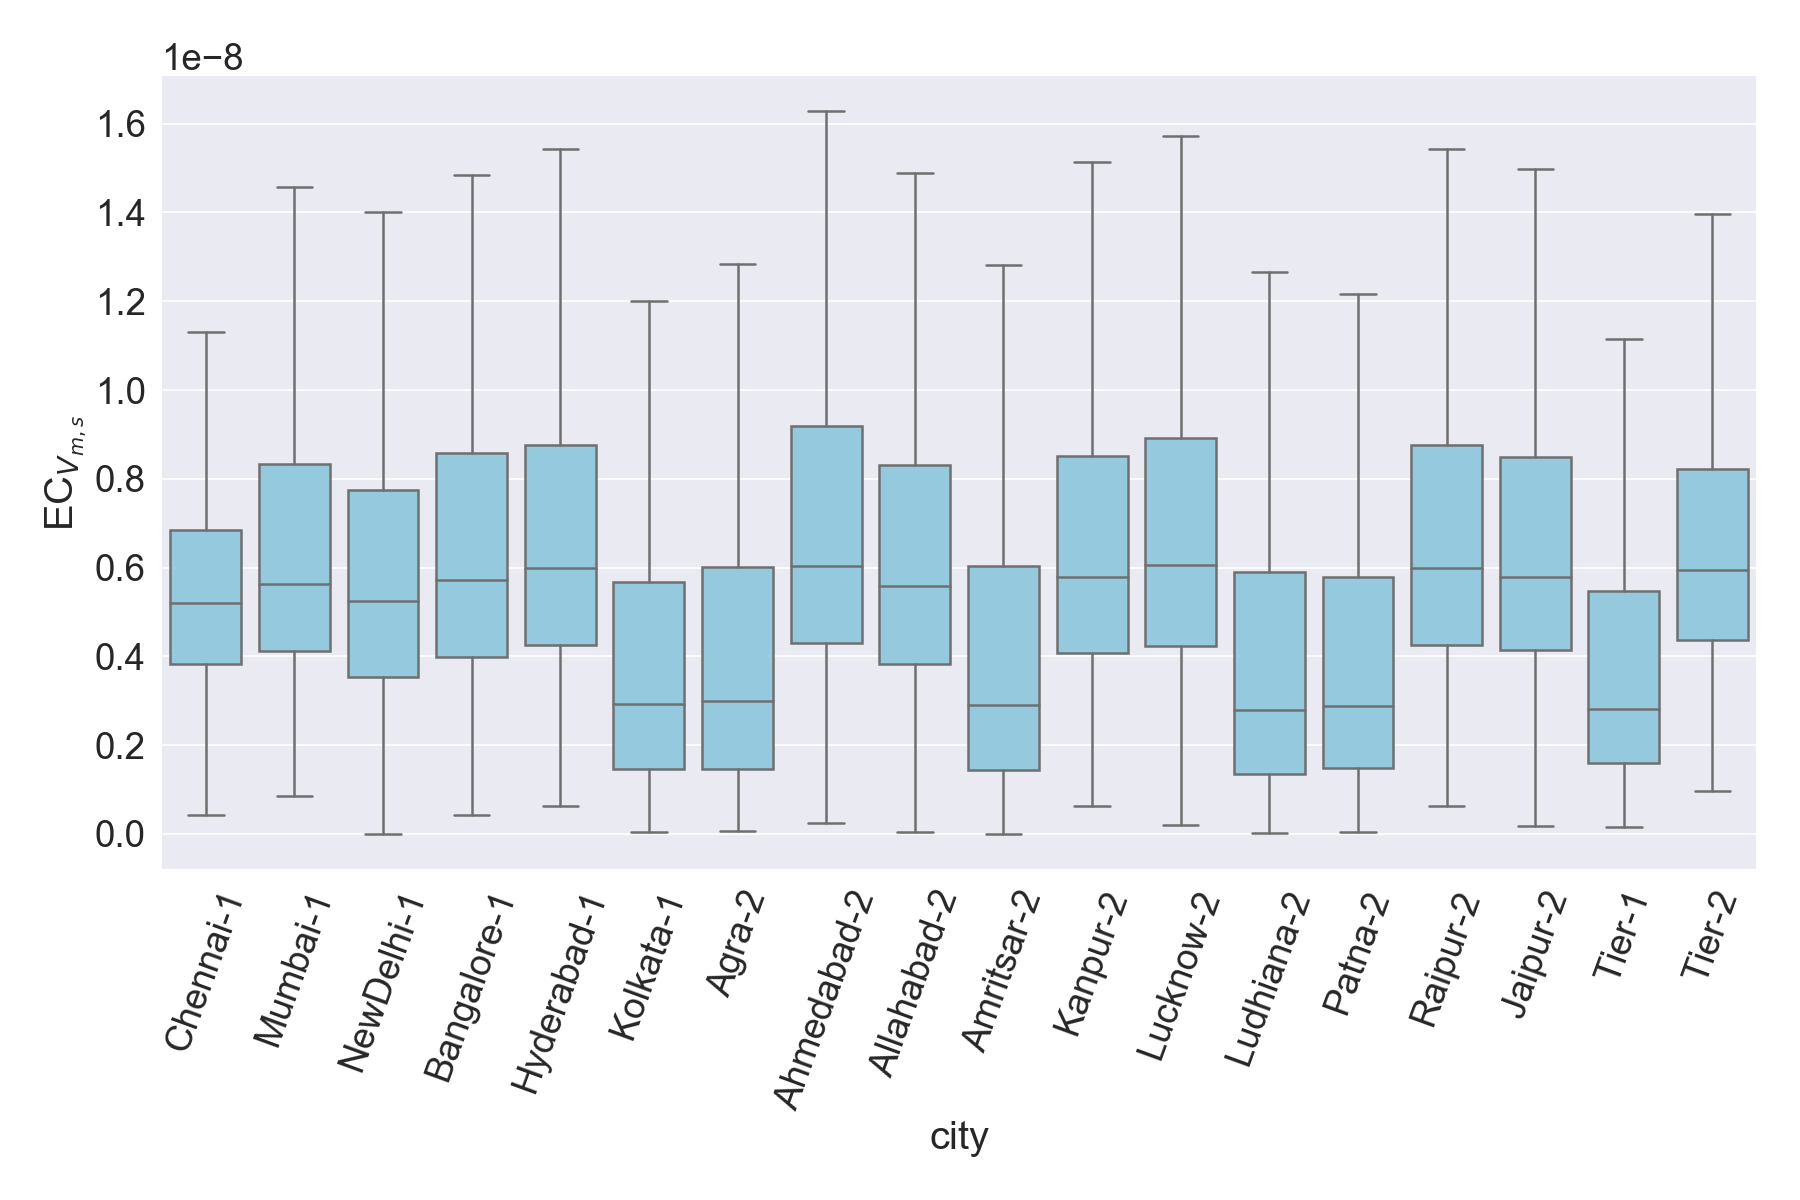 1e−8
1.6
1.4
1.2
1.0
0.8
0.6
0.4
0.2
0.0
ECVm,s
Chennai-1
Mumbai-1
NewDelhi-1
Bangalore-1
Hyderabad-1
Kolkata-1
Agra-2
Ahmedabad-2
Allahabad-2
Amritsar-2
Kanpur-2
Lucknow-2
Ludhiana-2
Patna-2
Raipur-2
Jaipur-2
Tier-1
Tier-2
city